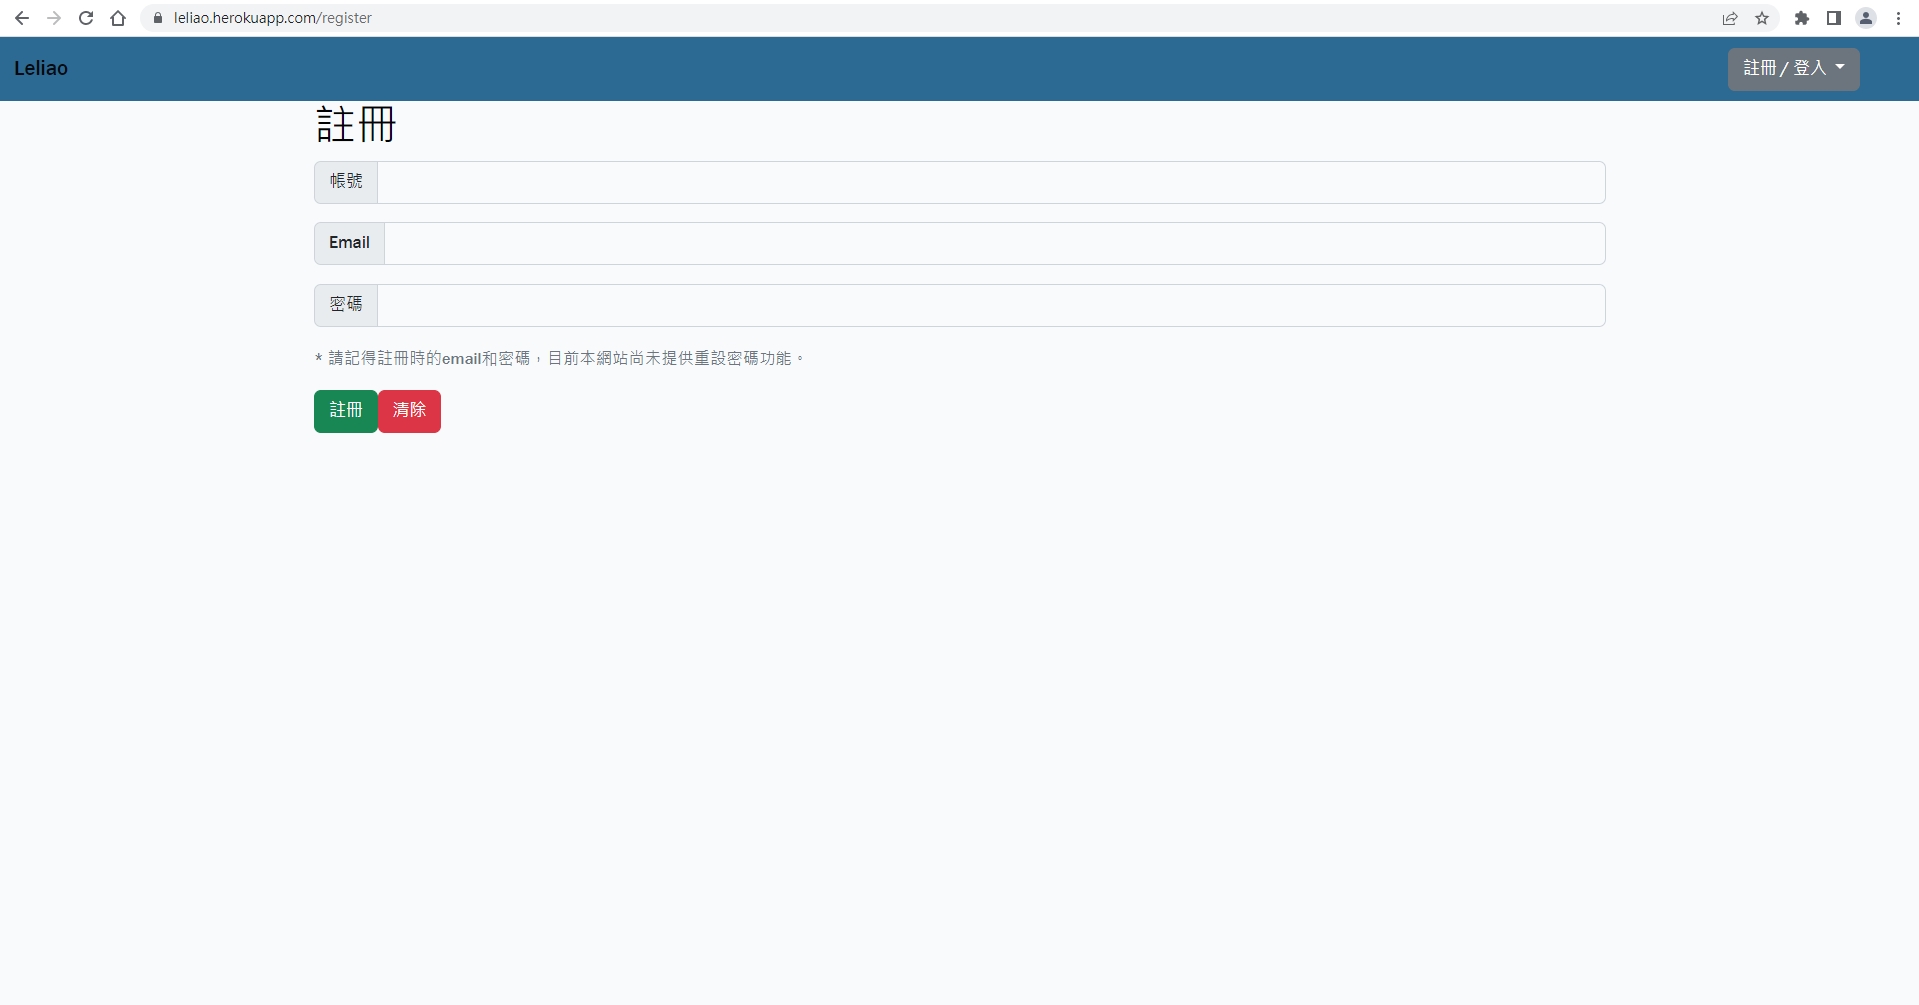 leliao.herokuapp.com/register
Leliao
註冊 / 登入
註冊
帳號
Email
密碼
* 請記得註冊時的email和密碼，目前本網站尚未提供重設密碼功能。
註冊
清除